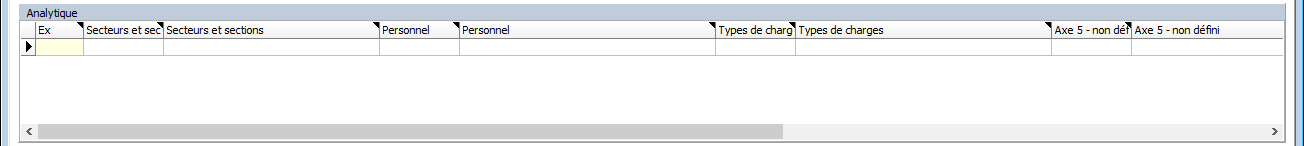 Analytique
Ex Secteurs et sec Secteurs et sections Personnel Personnel Types de charg Types de charges Axe 5 - non déf Axe 5 - non défini